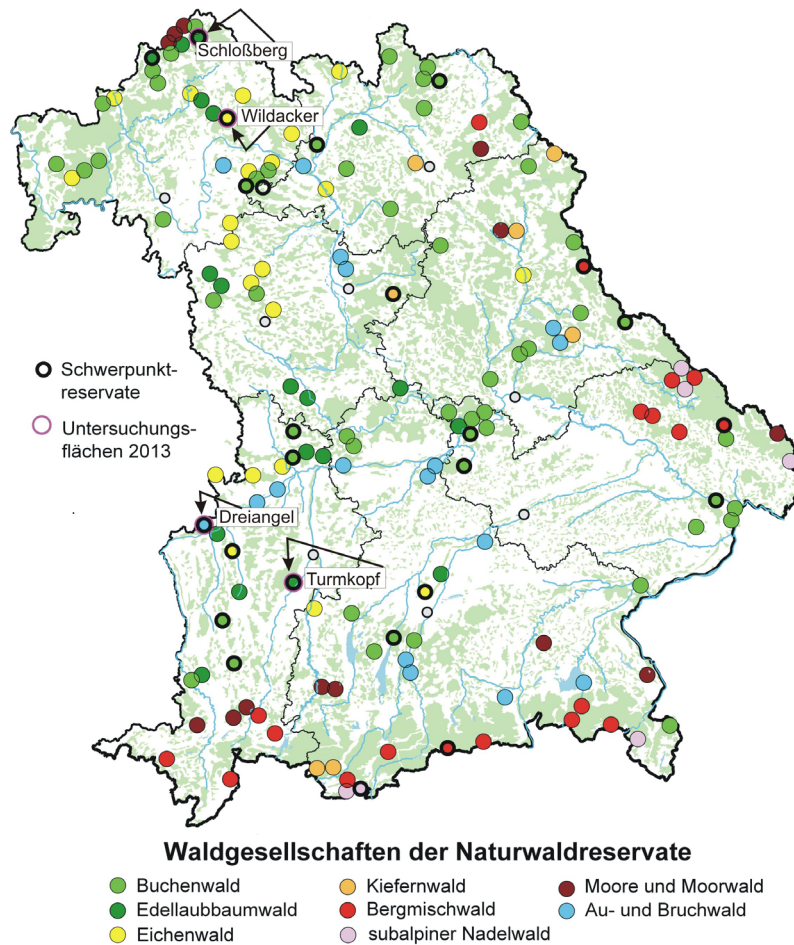 Schloßberg
Wildacker
Schwerpunkt-
reservate
Untersuchungs-
flächen 2013
Dreiangel
Turmkopf
Waldgesellschaften der Naturwaldreservate
Buchenwald
Edellaubbaumwald
Eichenwald
Kiefernwald
Bergmischwald
subalpiner Nadelwald
Moore und Moorwald
Au- und Bruchwald